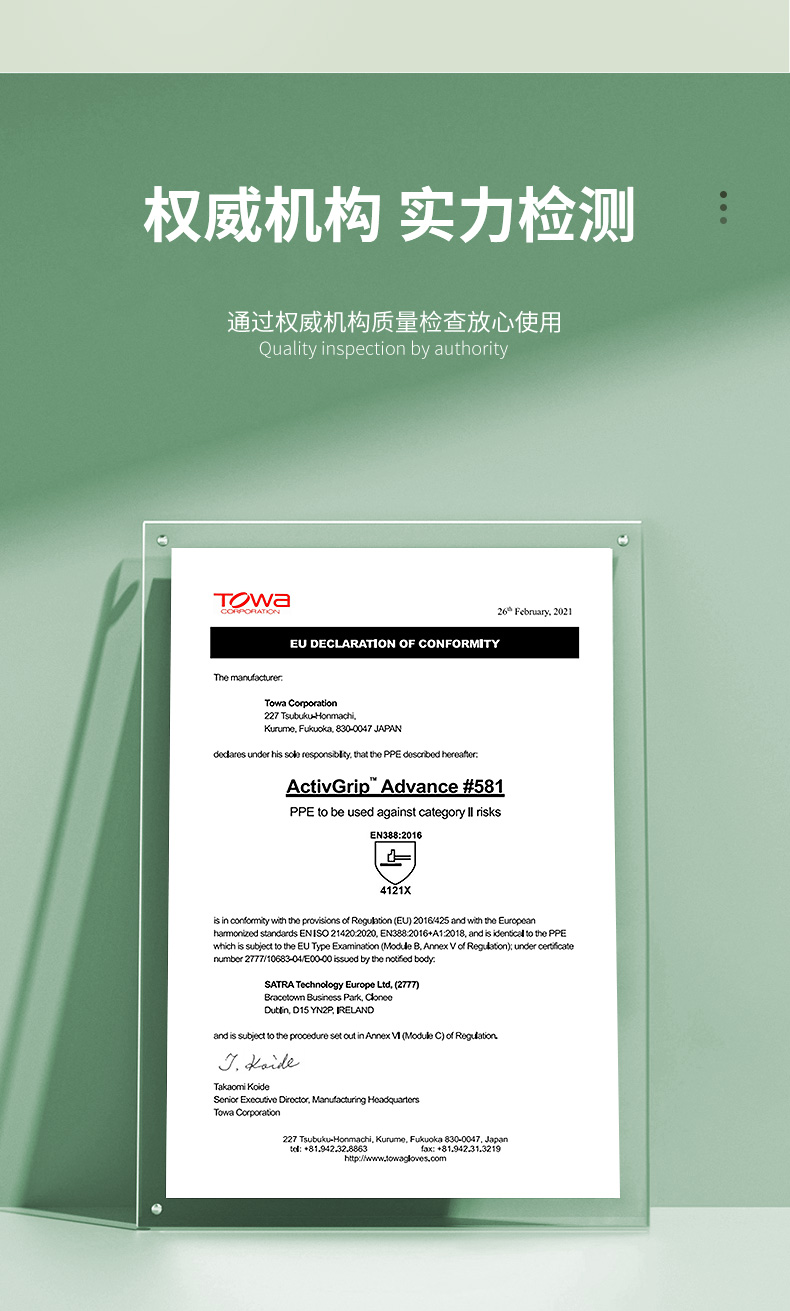 权威机构 实力检测
通过权威机构质量检查放心使用
Quality inspection by authority
TOWA
CORPORATION
26th February, 2021
EU DECLARATION OF CONFORMITY
The manufacturer:
Towa Corporation
227 Tsubuku-Honmachi,
Kurume, Fukuoka, 830-0047 JAPAN
declares under his sole responsibility, that the PPE described hereafter:
ActivGrip™ Advance #581
PPE to be used against category II risks
EN388:2016
4121X
is in conformity with the provisions of Regulation (EU) 2016/425 and with the European
harmonized standards EN ISO 21420:2020, EN388:2016+A1:2018, and is identical to the PPE
which is subject to the EU Type Examination (Module B, Annex V of Regulation); under certificate
number 2777/10683-04/E00-00 issued by the notified body:
SATRA Technology Europe Ltd, (2777)
Bracetown Business Park, Clonee
Dublin, D15 YN2P, IRELAND
and is subject to the procedure set out in Annex VI (Module C) of Regulation.
T. Koide
Takaomi Koide
Senior Executive Director, Manufacturing Headquarters
Towa Corporation
227 Tsubuku-Honmachi, Kurume, Fukuoka 830-0047, Japan
tel: +81.942.32.8863 fax: +81.942.31.3219
http://www.towagloves.com